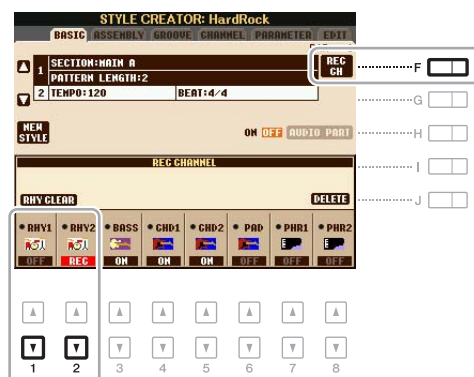 STYLE CREATOR: HardRock
BASIC ASSEMBLY GROOVE CHANNEL PARAMETER EDIT
1 SECTION:MAIN A
PATTERN LENGTH:2
REC CH
F
2 TEMPO:120 BEAT:4/4
G
NEW STYLE
ON OFF AUDIO PART
H
REC CHANNEL
I
RHY CLEAR DELETE
J
RHY1 RHY2 BASS CHD1 CHD2 PAD PHR1 PHR2
OFF REC ON ON ON OFF OFF OFF
1 2 3 4 5 6 7 8